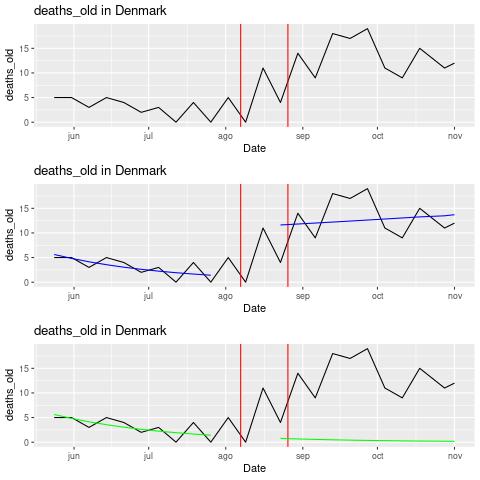 deaths_old in Denmark
15
10
5
0
deaths_old
jun jul ago sep oct nov
Date
deaths_old in Denmark
15
10
5
0
deaths_old
jun jul ago sep oct nov
Date
deaths_old in Denmark
15
10
5
0
deaths_old
jun jul ago sep oct nov
Date